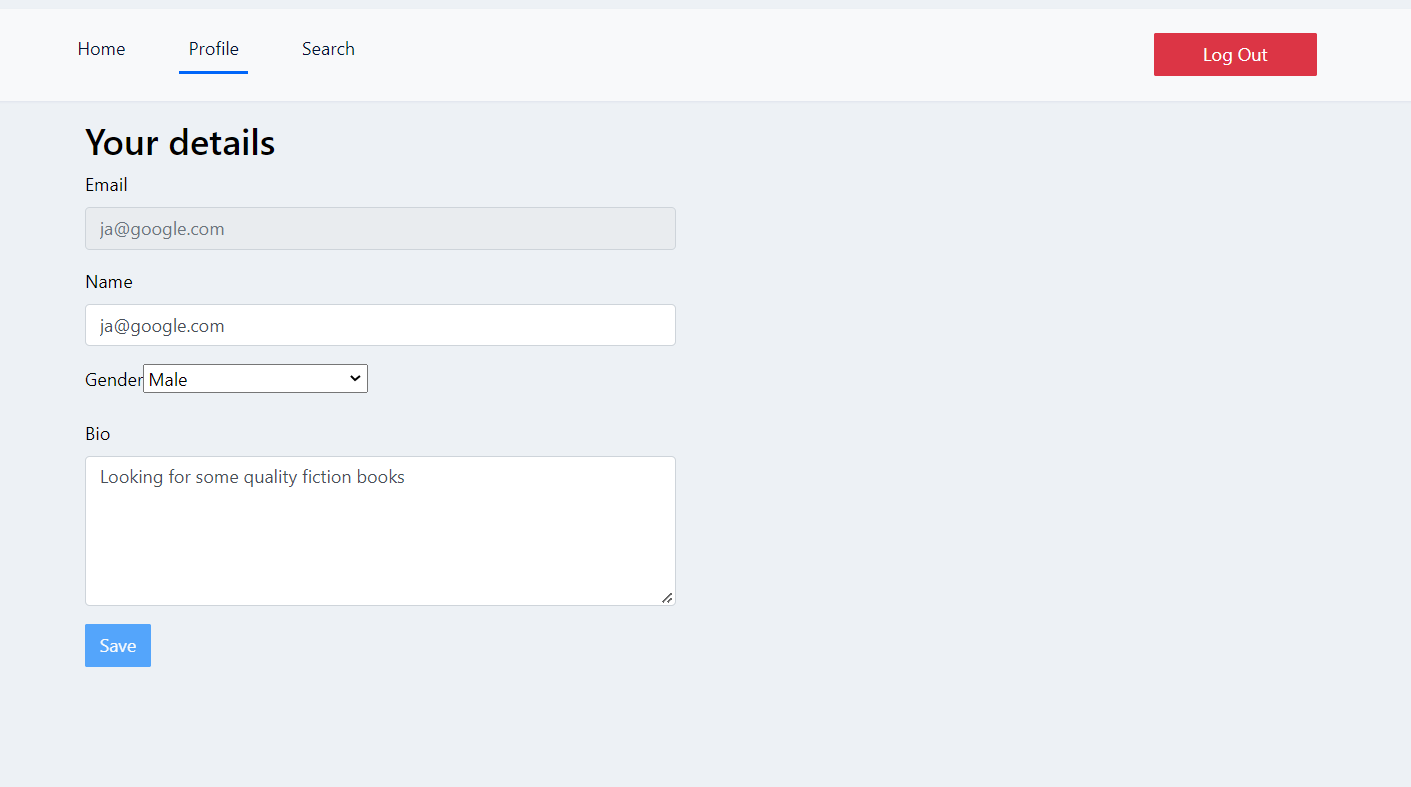 Home Profile Search Log Out
Your details
Email
ja@google.com
Name
ja@google.com
Gender Male
Bio
Looking for some quality fiction books
Save